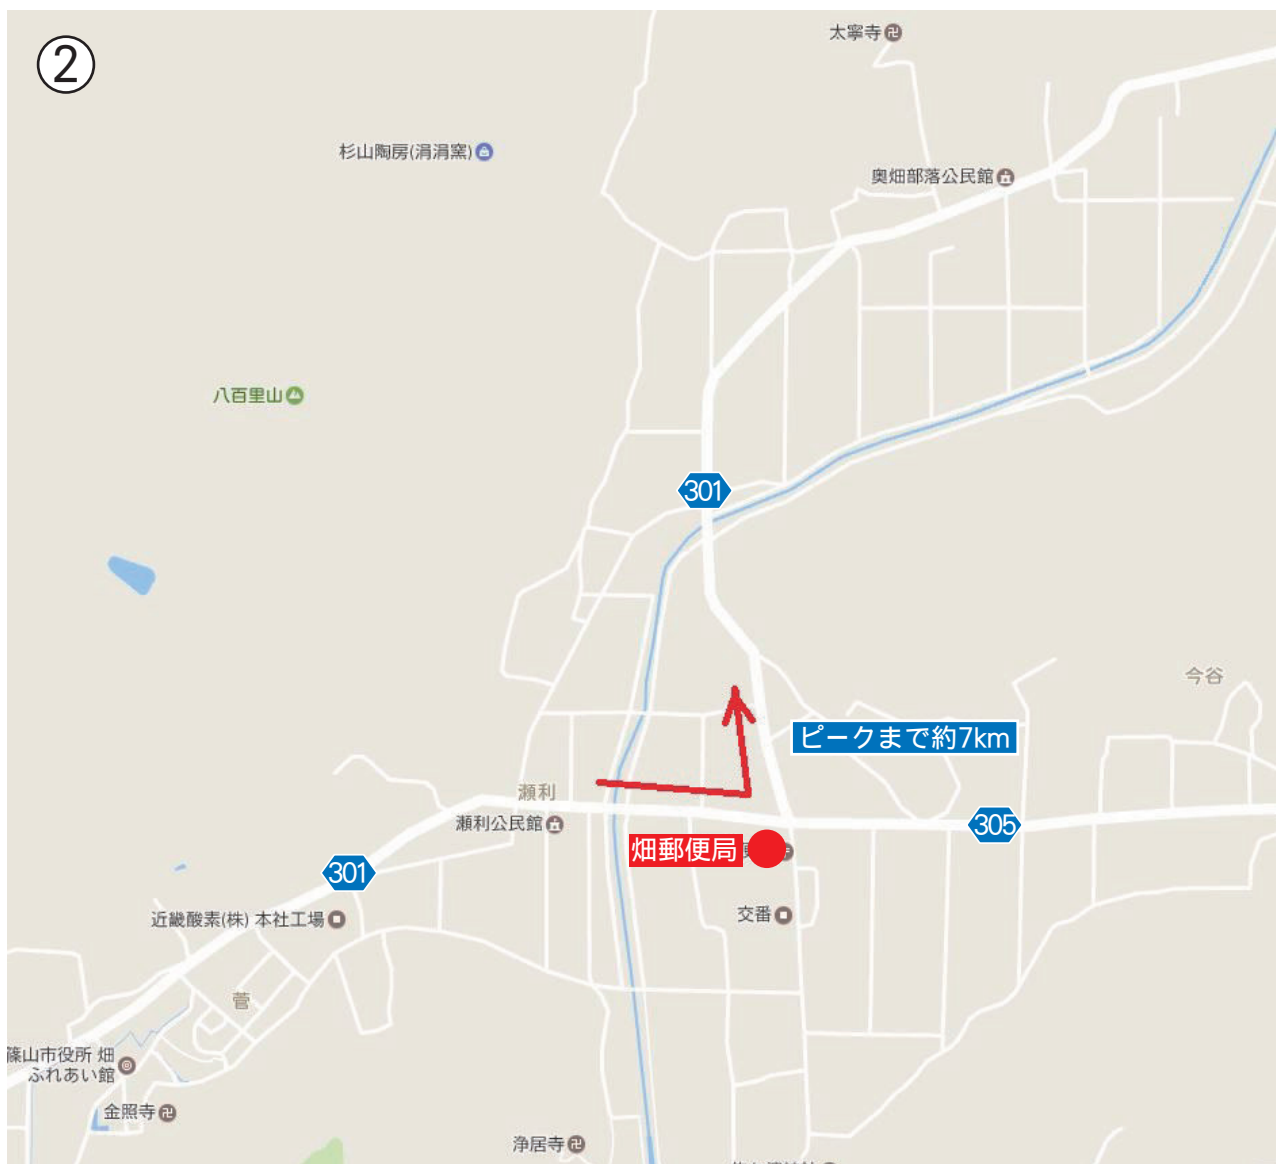 ②
太寧寺
杉山陶房(涓涓窯)
奥畑部落公民館
八百里山
301
今谷
ピークまで約7km
瀬利
瀬利公民館
305
畑郵便局
301
交番
近畿酸素(株) 本社工場
菅
篠山市役所 畑
ふれあい館
金照寺
浄居寺